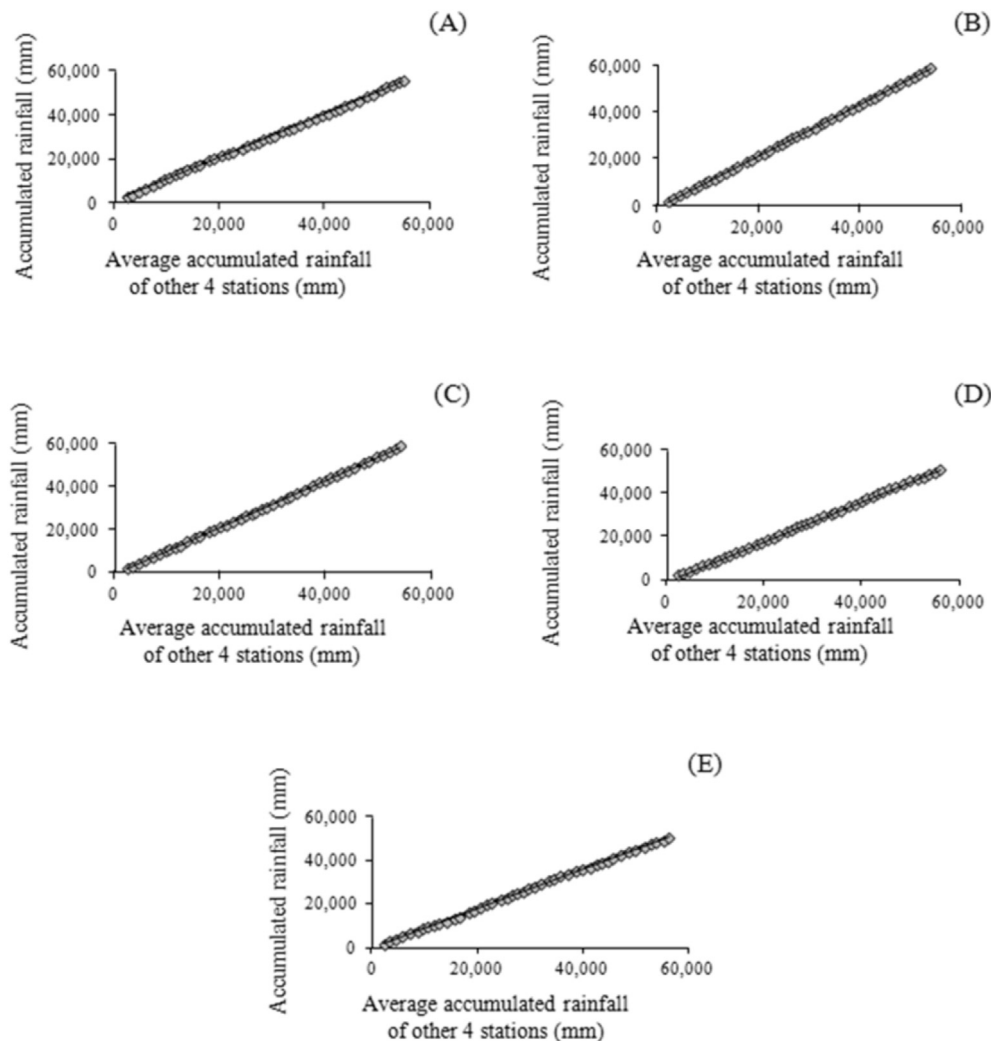 (A)
Accumulated rainfall (mm)
60,000
40,000
20,000
0
0 20,000 40,000 60,000
Average accumulated rainfall
of other 4 stations (mm)
(B)
Accumulated rainfall (mm)
60,000
40,000
20,000
0
0 20,000 40,000 60,000
Average accumulated rainfall
of other 4 stations (mm)
(C)
Accumulated rainfall (mm)
60,000
40,000
20,000
0
0 20,000 40,000 60,000
Average accumulated rainfall
of other 4 stations (mm)
(D)
Accumulated rainfall (mm)
60,000
40,000
20,000
0
0 20,000 40,000 60,000
Average accumulated rainfall
of other 4 stations (mm)
(E)
Accumulated rainfall (mm)
60,000
40,000
20,000
0
0 20,000 40,000 60,000
Average accumulated rainfall
of other 4 stations (mm)